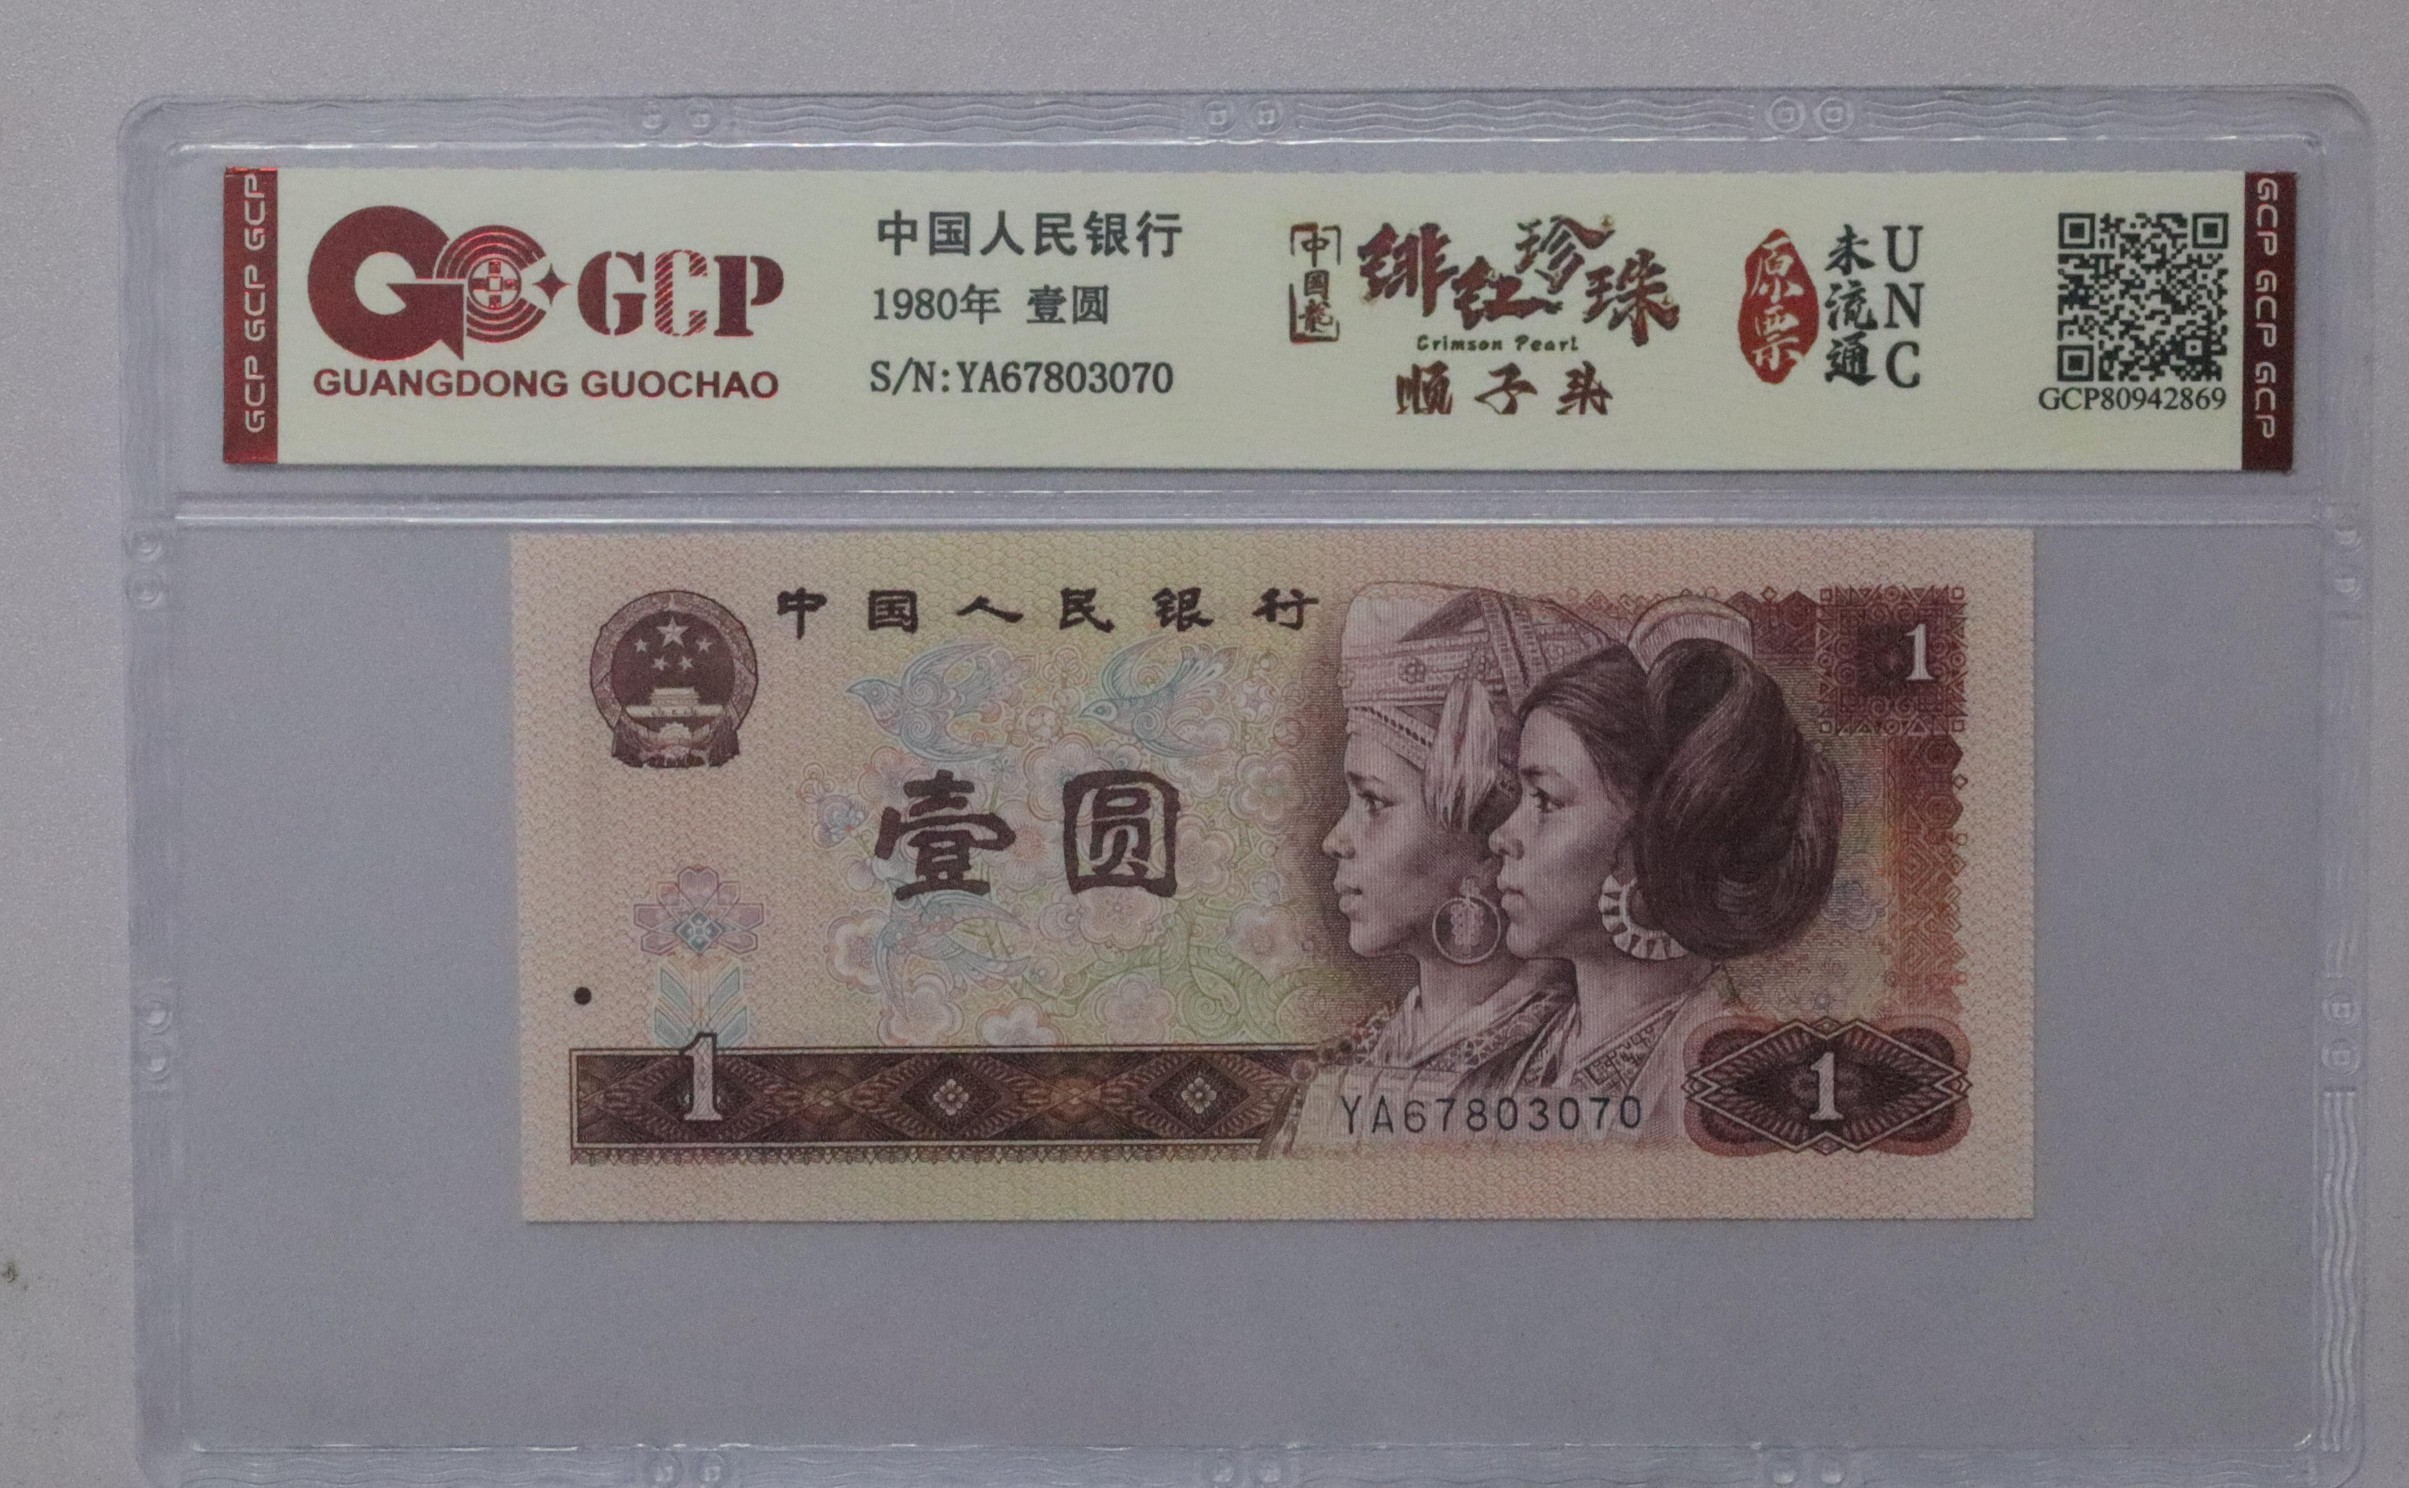 GCP GCP GCP
GCP
GUANGDONG GUOCHAO
中国人民银行
1980年 壹圆
S/N:YA67803070
中国龍
绯红珍珠
Crimson Pearl
顺子号
原票
未流通
UNC
GCP80942869
GCP GCP GCP
中国人民银行
1
壹圆
1
YA67803070
1